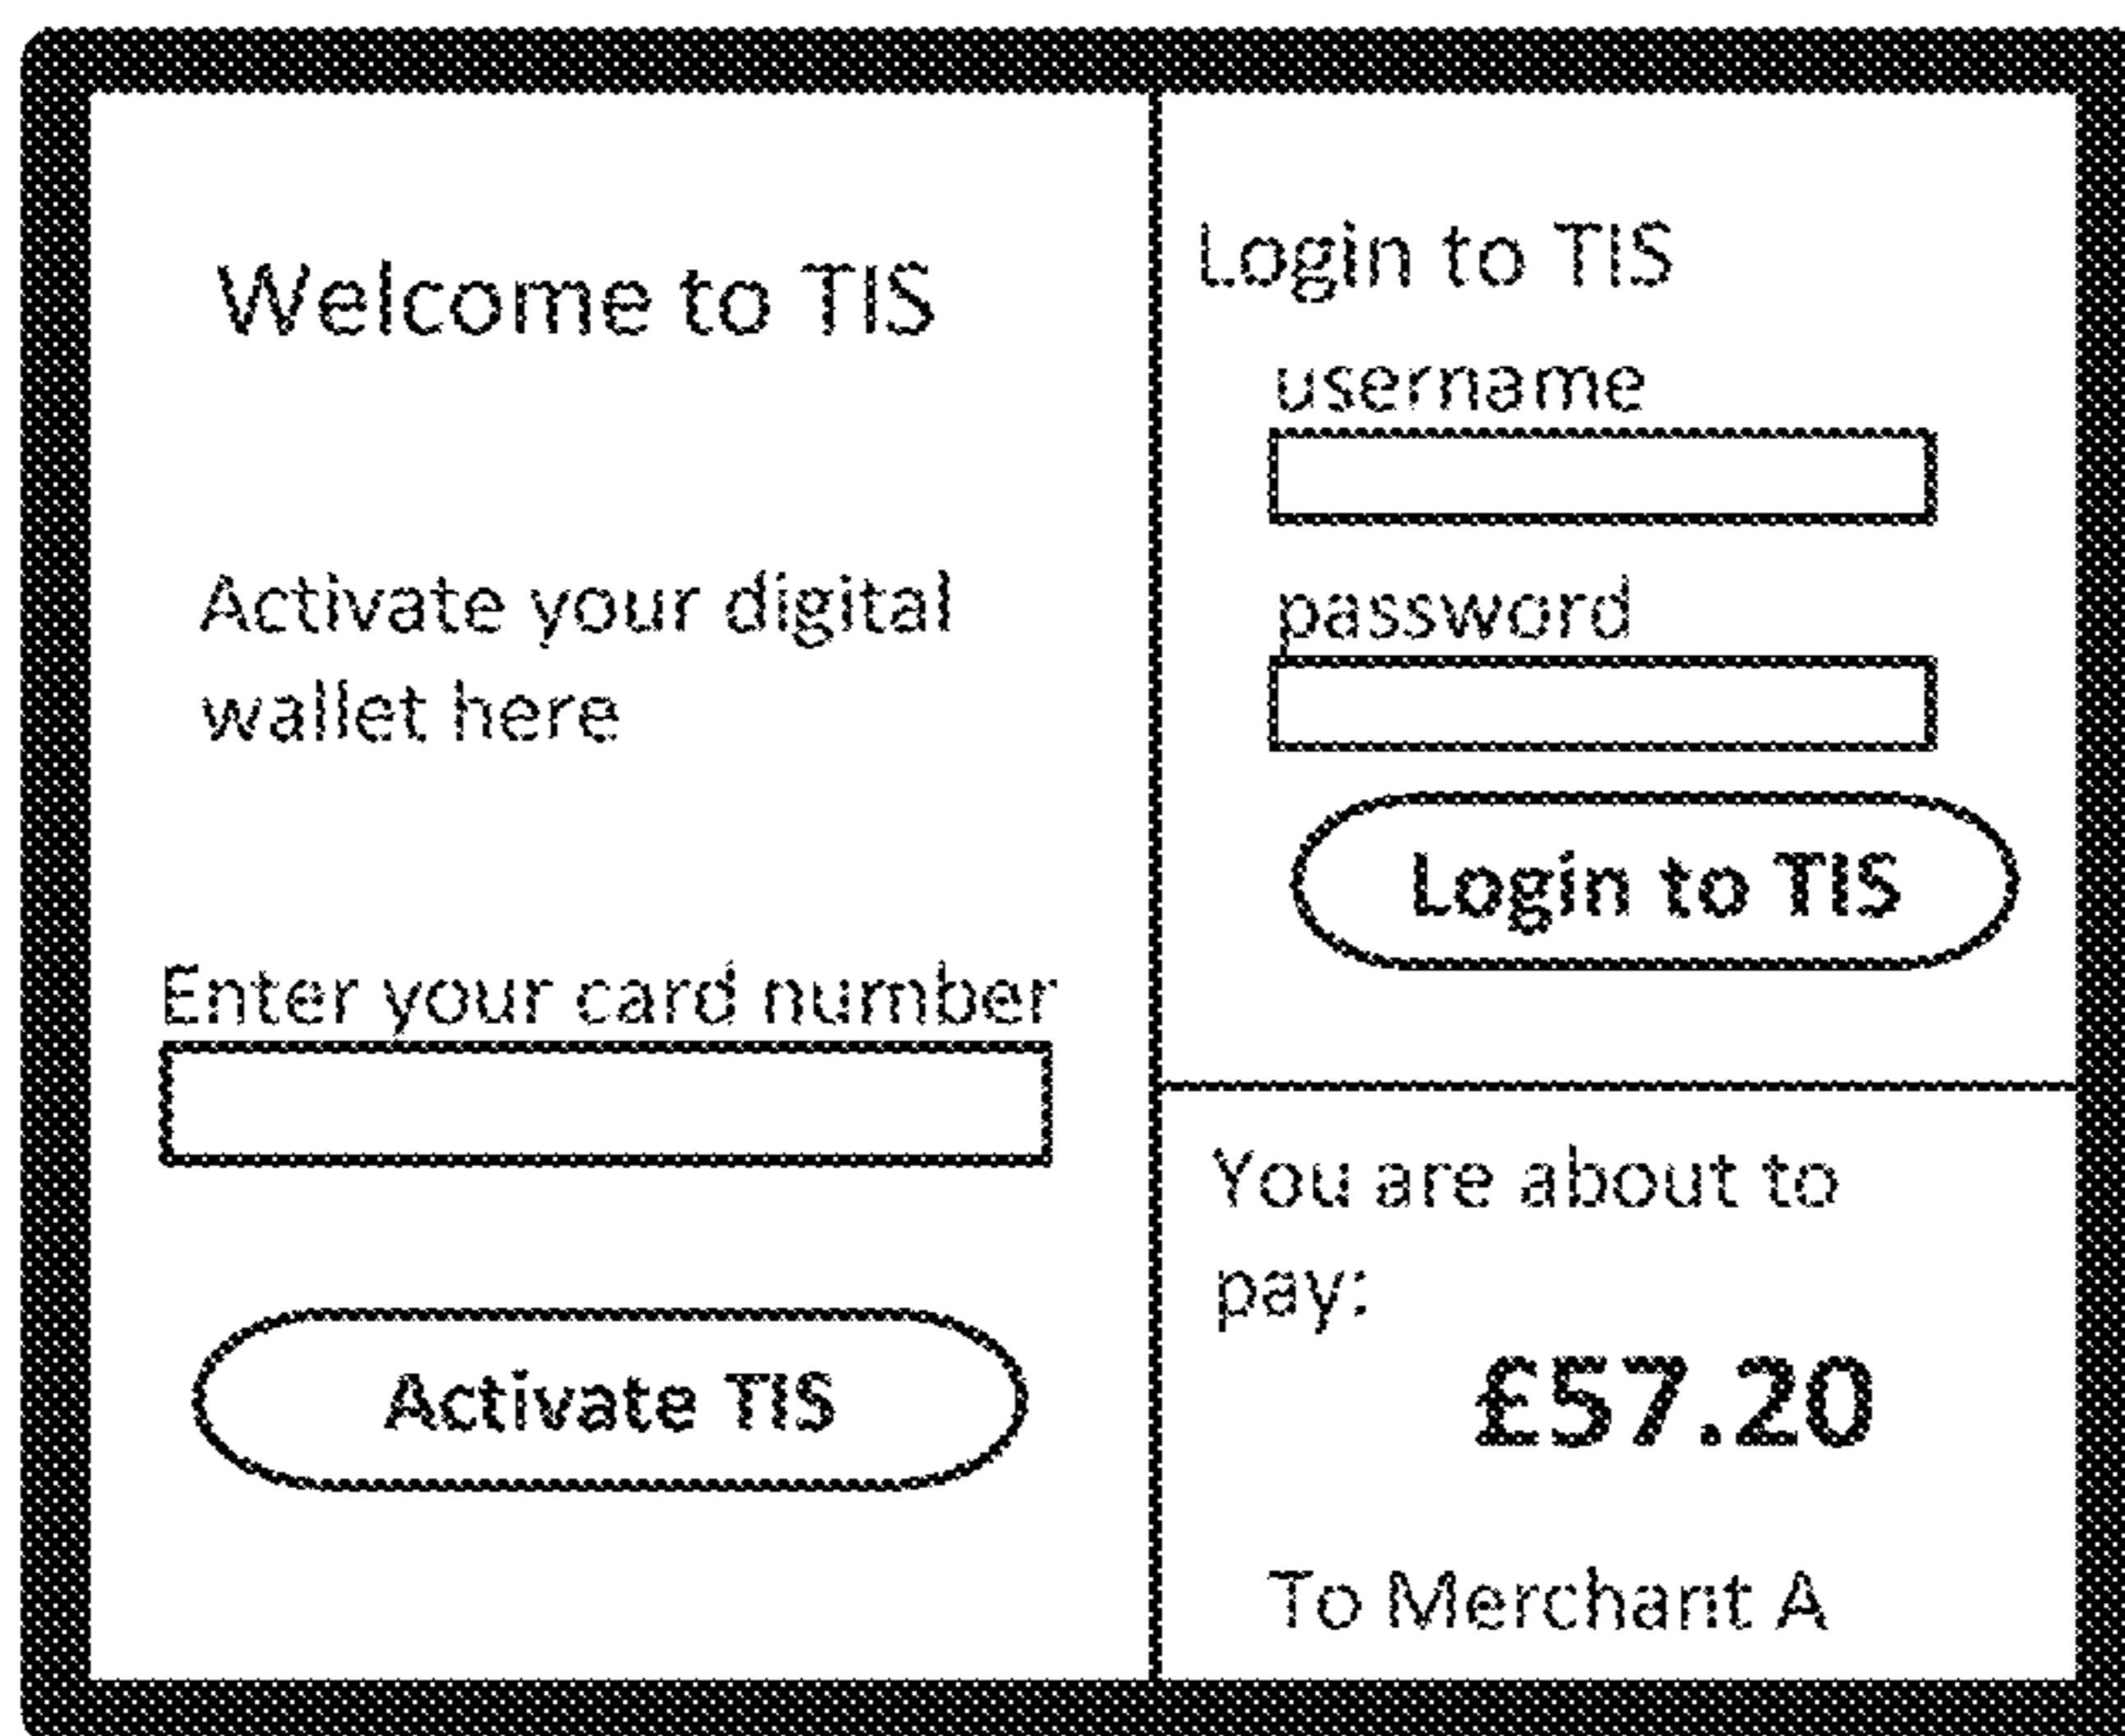 Welcome to TIS
Activate your digital
wallet here
Enter your card number
Activate TIS
Login to TIS
username
password
Login to TIS
You are about to
pay:
£57.20
To Merchant A